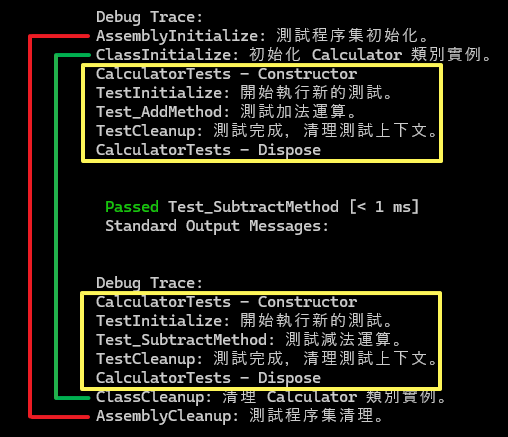 Debug Trace:
AssemblyInitialize: 測試程序集初始化。
ClassInitialize: 初始化 Calculator 類別實例。
CalculatorTests - Constructor
TestInitialize: 開始執行新的測試。
Test_AddMethod: 測試加法運算。
TestCleanup: 測試完成，清理測試上下文。
CalculatorTests - Dispose
Passed Test_SubtractMethod [< 1 ms]
Standard Output Messages:
Debug Trace:
CalculatorTests - Constructor
TestInitialize: 開始執行新的測試。
Test_SubtractMethod: 測試減法運算。
TestCleanup: 測試完成，清理測試上下文。
CalculatorTests - Dispose
ClassCleanup: 清理 Calculator 類別實例。
AssemblyCleanup: 測試程序集清理。